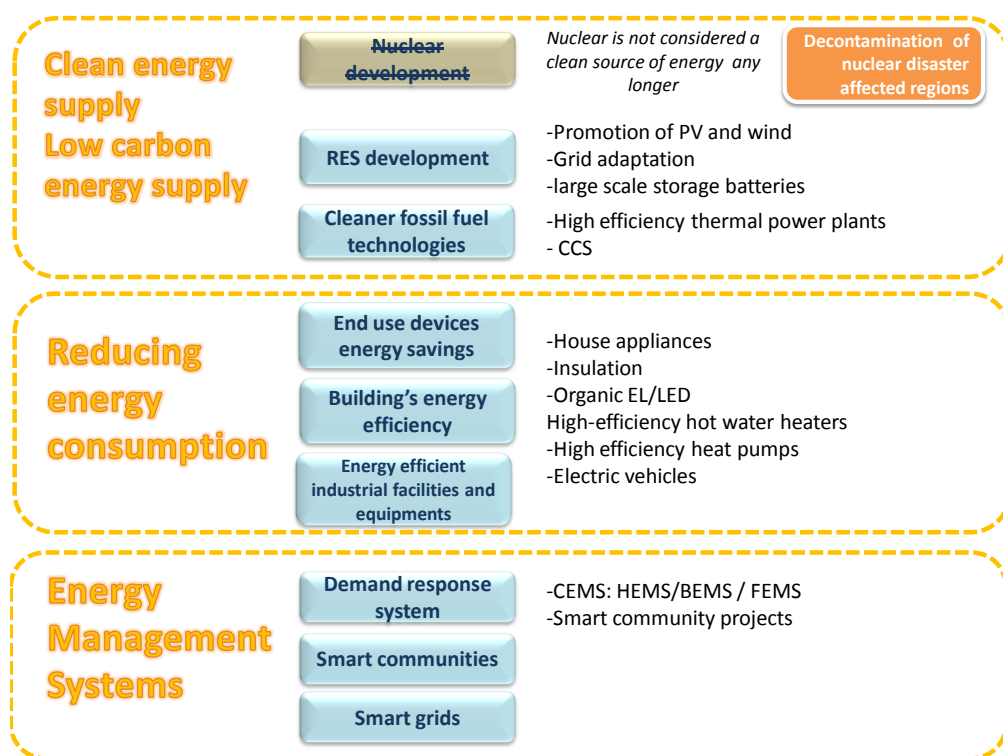 Clean energy
supply
Low carbon
energy supply
Nuclear
development
Nuclear is not considered a
clean source of energy any
longer
Decontamination of
nuclear disaster
affected regions
RES development
-Promotion of PV and wind
-Grid adaptation
-large scale storage batteries
Cleaner fossil fuel
technologies
-High efficiency thermal power plants
- CCS
Reducing
energy
consumption
End use devices
energy savings
Building’s energy
efficiency
Energy efficient
industrial facilities and
equipments
-House appliances
-Insulation
-Organic EL/LED
High-efficiency hot water heaters
-High efficiency heat pumps
-Electric vehicles
Energy
Management
Systems
Demand response
system
Smart communities
Smart grids
-CEMS: HEMS/BEMS / FEMS
-Smart community projects